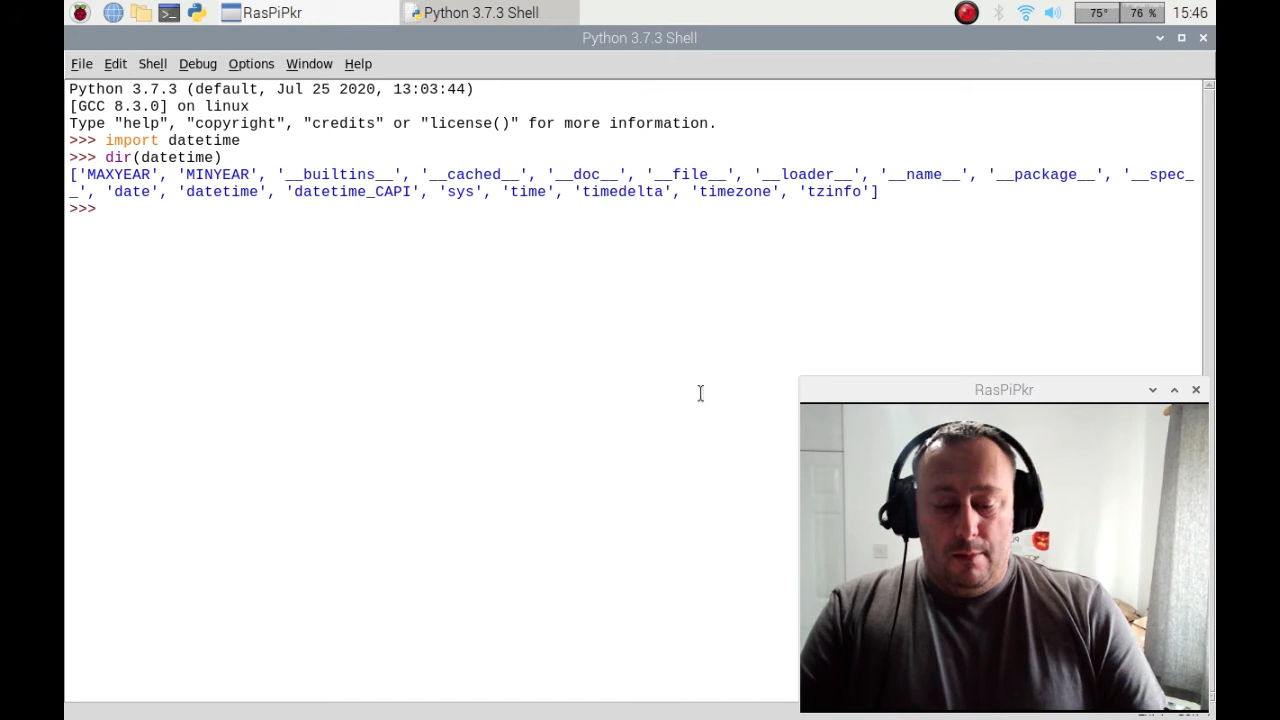 RasPiPkr
Python 3.7.3 Shell
75°
76 %
15:46
Python 3.7.3 Shell
File Edit Shell Debug Options Window Help
Python 3.7.3 (default, Jul 25 2020, 13:03:44)
[GCC 8.3.0] on linux
Type "help", "copyright", "credits" or "license()" for more information.
>>> import datetime
>>> dir(datetime)
['MAXYEAR', 'MINYEAR', '__builtins__', '__cached__', '__doc__', '__file__', '__loader__', '__name__', '__package__', '__spec_
_', 'date', 'datetime', 'datetime_CAPI', 'sys', 'time', 'timedelta', 'timezone', 'tzinfo']
>>>
RasPiPkr